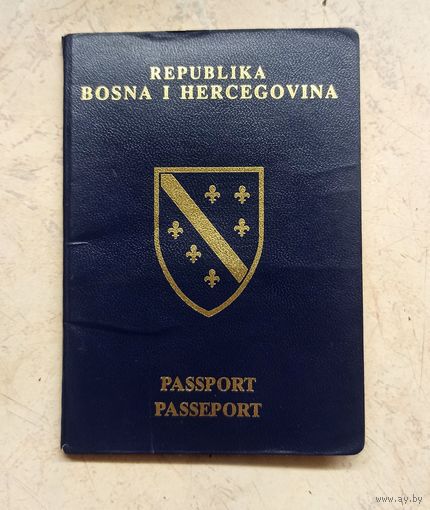 REPUBLIKA
BOSNA I HERCEGOVINA
PASSPORT
PASSEPORT
www.ay.by